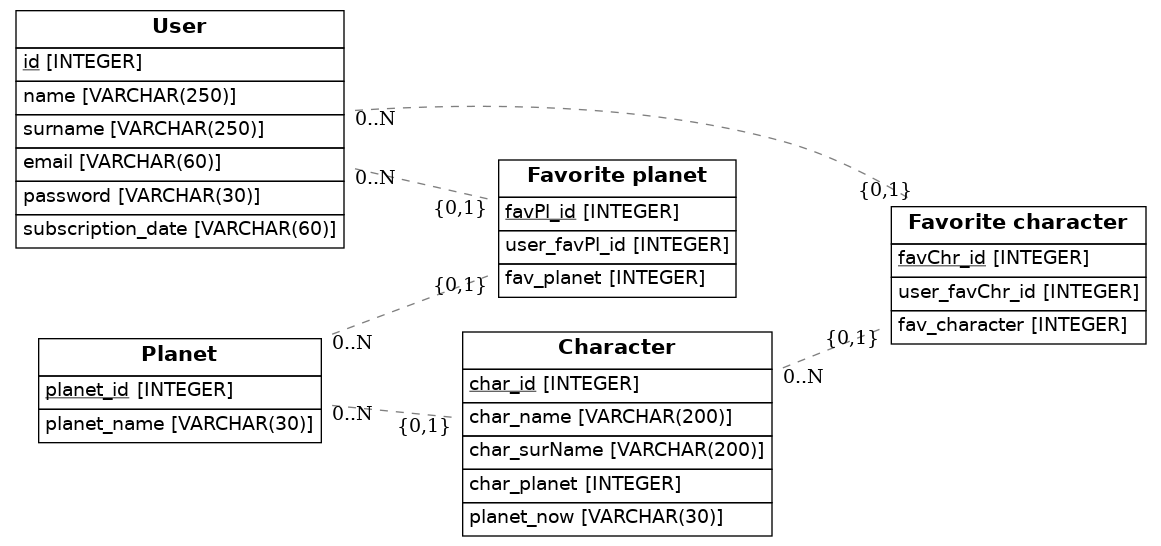 User
id [INTEGER]
name [VARCHAR(250)]
surname [VARCHAR(250)]
email [VARCHAR(60)]
password [VARCHAR(30)]
subscription_date [VARCHAR(60)]
0..N
{0,1}
0..N
{0,1}
Favorite planet
favPl_id [INTEGER]
user_favPl_id [INTEGER]
fav_planet [INTEGER]
Favorite character
favChr_id [INTEGER]
user_favChr_id [INTEGER]
fav_character [INTEGER]
{0,1}
0..N
Planet
planet_id [INTEGER]
planet_name [VARCHAR(30)]
0..N
{0,1}
Character
char_id [INTEGER]
char_name [VARCHAR(200)]
char_surName [VARCHAR(200)]
char_planet [INTEGER]
planet_now [VARCHAR(30)]
{0,1}
0..N